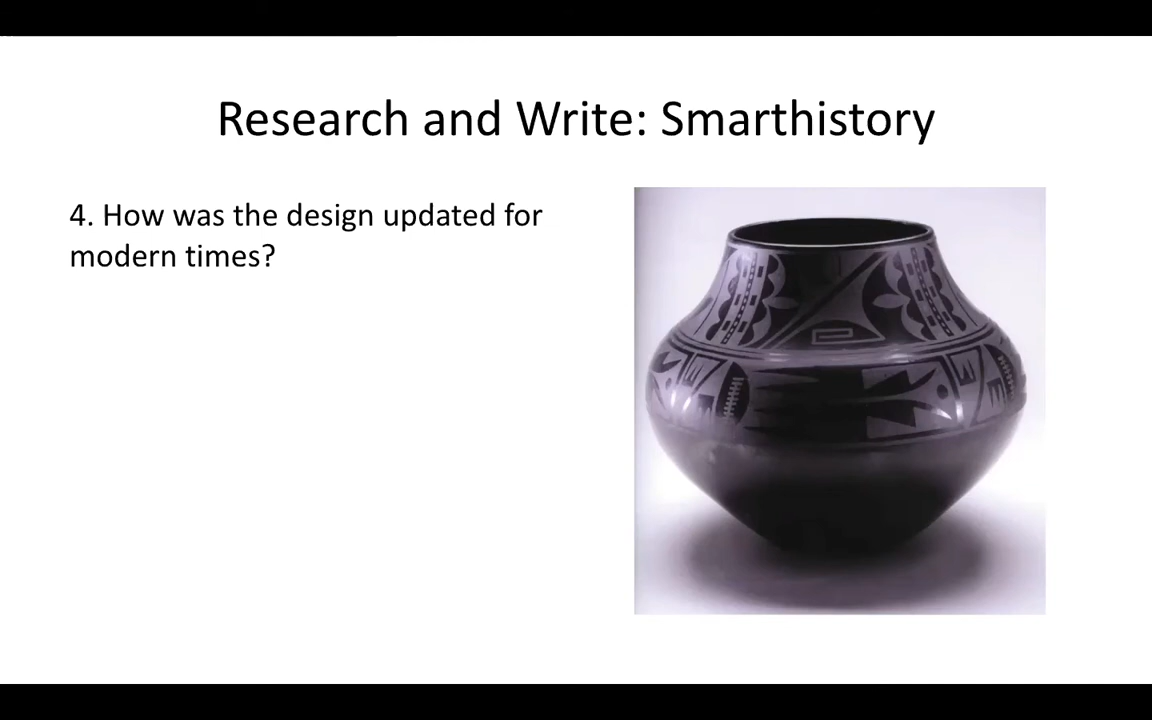 Research and Write: Smarthistory
4. How was the design updated for
modern times?